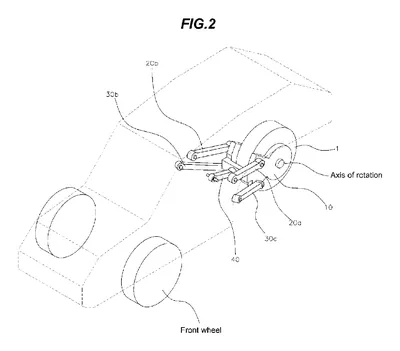 FIG.2
20b
30b
1
Axis of rotation
10
20a
30a
40
Front wheel